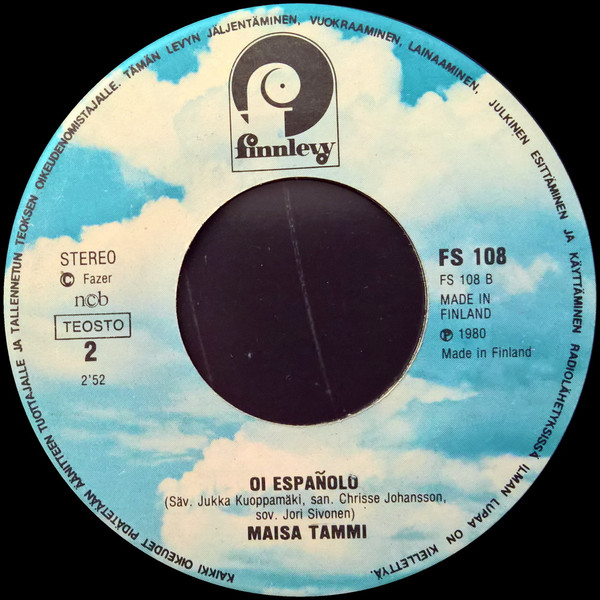 KAIKKI OIKEUDET PIDÄTETÄÄN ÄÄNITTEEN TUOTTAJALLE JA TALLENNETUN TEOKSEN OIKEUDENOMISTAJALLE. TÄMÄN LEVYN JÄLJENTÄMINEN, VUOKRAAMINEN, LAINAAMINEN, JULKINEN ESITTÄMINEN JA KÄYTTÄMINEN RADIOLÄHETYKSISSÄ ILMAN LUPAA ON KIELLETTYÄ.
finnlevy
STEREO
© Fazer
ncb
TEOSTO
2
2'52
FS 108
FS 108 B
MADE IN
FINLAND
℗ 1980
Made in Finland
OI ESPAÑOLO
(Säv. Jukka Kuoppamäki, san. Chrisse Johansson,
sov. Jori Sivonen)
MAISA TAMMI